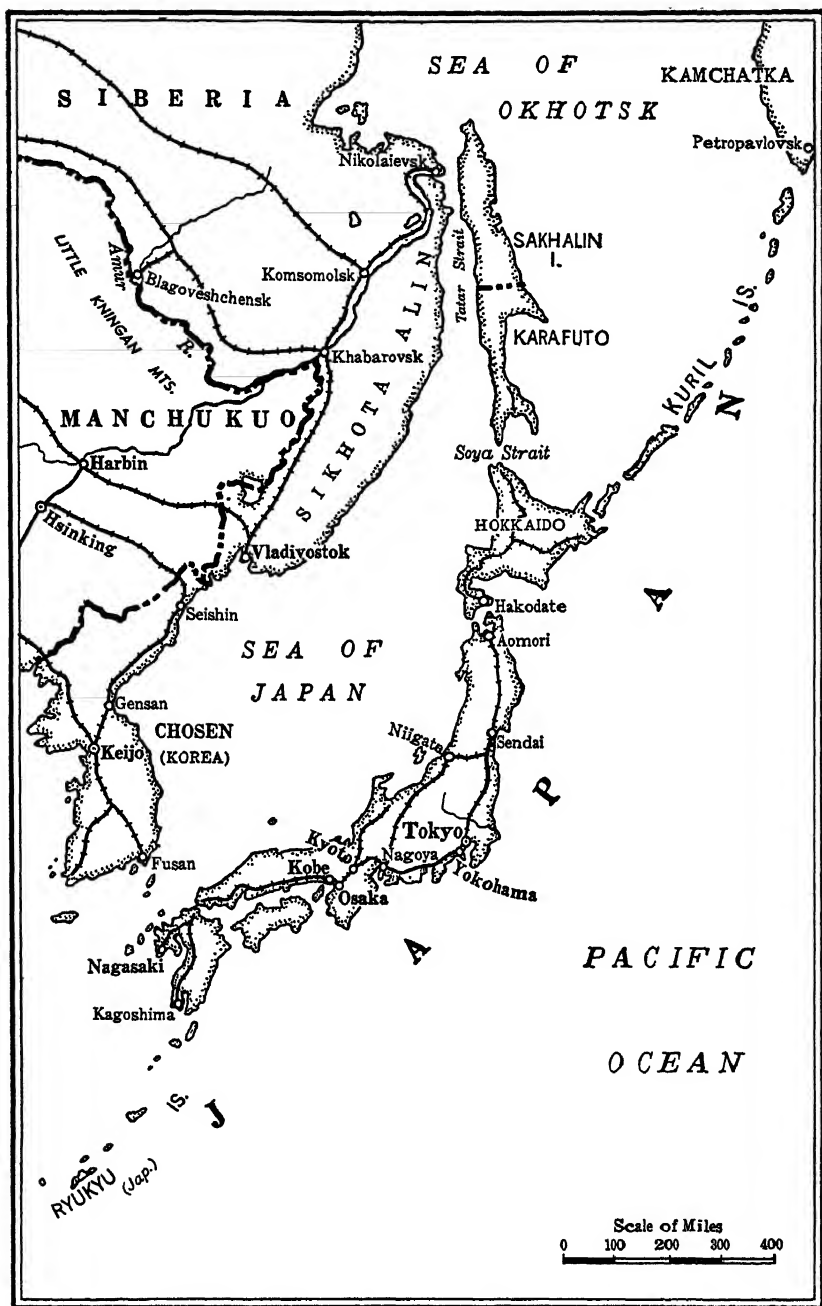 SEA OF
OKHOTSK
KAMCHATKA
Petropavlovsk
SIBERIA
Nikolaievsk
LITTLE KNINGAN MTS.
Amur
R.
Blagoveshchensk
Komsomolsk
Tatar Strait
SAKHALIN
I.
KARAFUTO
KURIL
IS.
Khabarovsk
MANCHUKUO
SIKHOTA ALIN
Harbin
Hsinking
Soya Strait
HOKKAIDO
Vladivostok
Seishin
Hakodate
Aomori
SEA OF
JAPAN
Gensan
CHOSEN
(KOREA)
Keijo
Niigata
Sendai
Tokyo
Kyoto
Nagoya
Yokohama
Kobe
Osaka
Fusan
Nagasaki
Kagoshima
JAPAN
PACIFIC
OCEAN
RYUKYU
IS.
(Jap.)
Scale of Miles
0 100 200 300 400